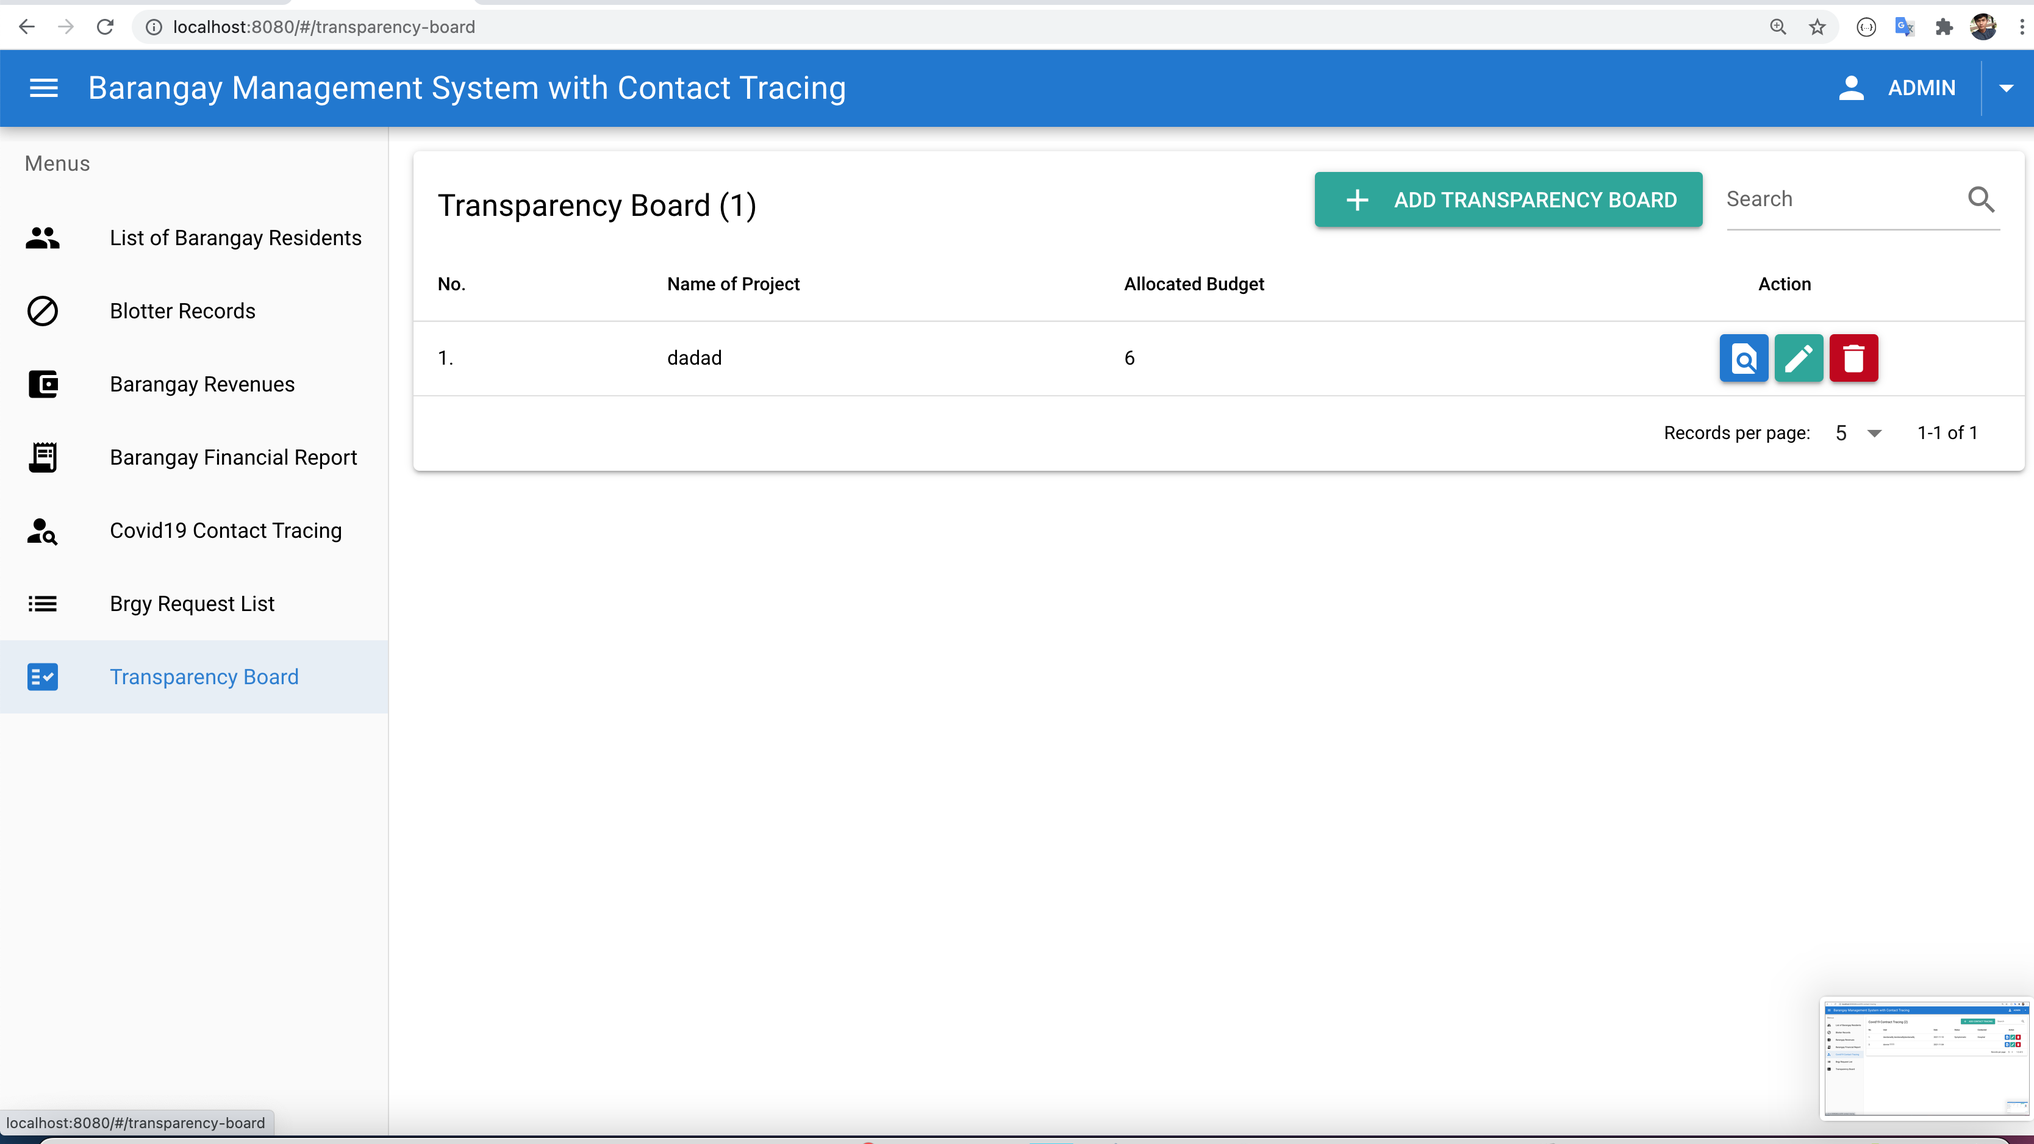 localhost:8080/#/transparency-board
Barangay Management System with Contact Tracing
ADMIN
Menus
List of Barangay Residents
Blotter Records
Barangay Revenues
Barangay Financial Report
Covid19 Contact Tracing
Brgy Request List
Transparency Board
Transparency Board (1)
ADD TRANSPARENCY BOARD
Search
No. Name of Project Allocated Budget Action
1. dadad 6
Records per page: 5 1-1 of 1
localhost:8080/#/transparency-board